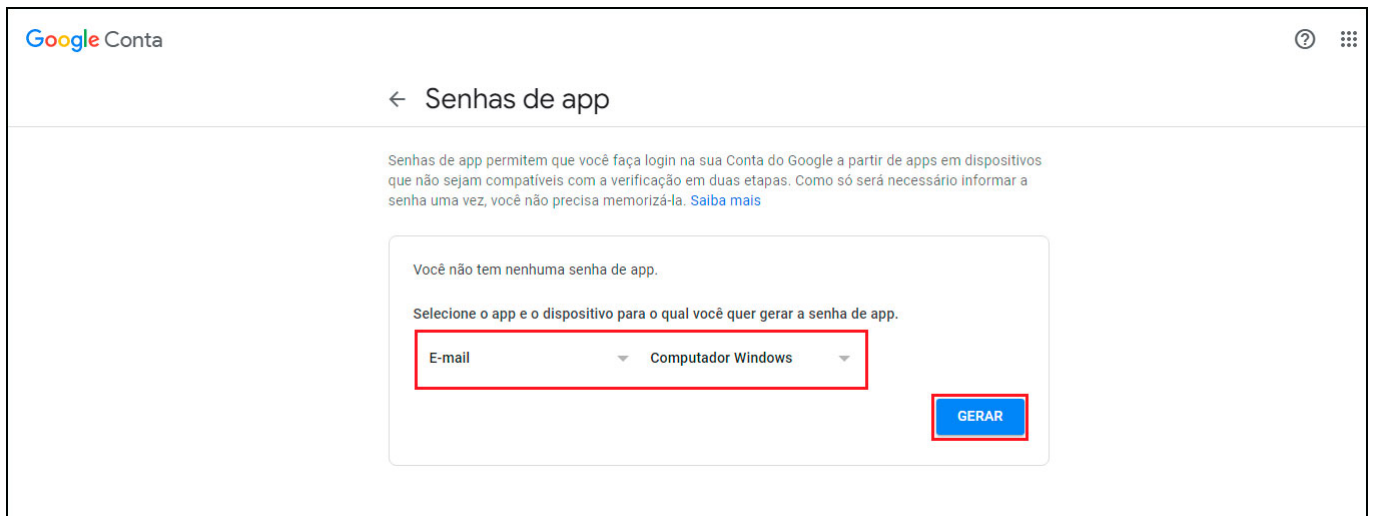 Google Conta
Senhas de app
Senhas de app permitem que você faça login na sua Conta do Google a partir de apps em dispositivos
que não sejam compatíveis com a verificação em duas etapas. Como só será necessário informar a
senha uma vez, você não precisa memorizá-la. Saiba mais
Você não tem nenhuma senha de app.
Selecione o app e o dispositivo para o qual você quer gerar a senha de app.
E-mail Computador Windows
GERAR